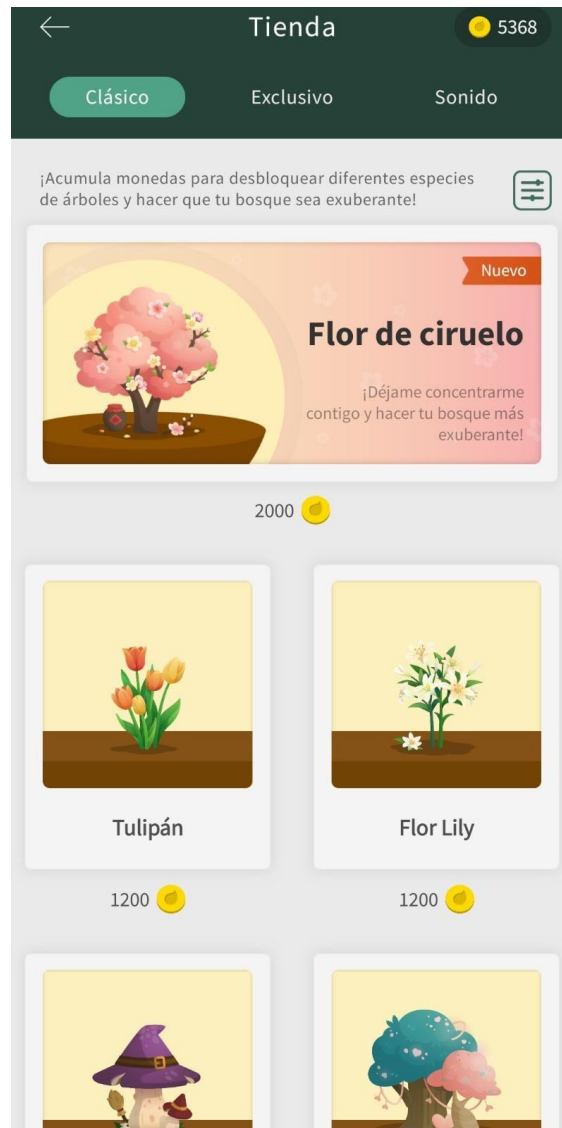 Tienda
5368
Clásico
Exclusivo
Sonido
¡Acumula monedas para desbloquear diferentes especies
de árboles y hacer que tu bosque sea exuberante!
Nuevo
Flor de ciruelo
¡Déjame concentrarme
contigo y hacer tu bosque más
exuberante!
2000
Tulipán
Flor Lily
1200
1200